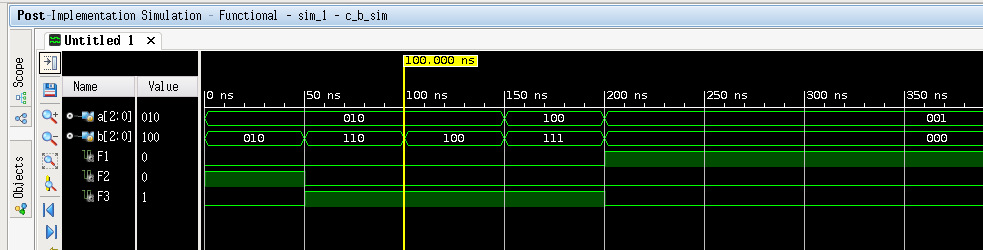 Post-Implementation Simulation - Functional - sim_1 - c_b_sim
Untitled 1
Scope
Objects
100.000 ns
Name Value
0 ns 50 ns 100 ns 150 ns 200 ns 250 ns 300 ns 350 ns
a[2:0] 010 010 100 001
b[2:0] 100 010 110 100 111 000
F1 0
F2 0
F3 1